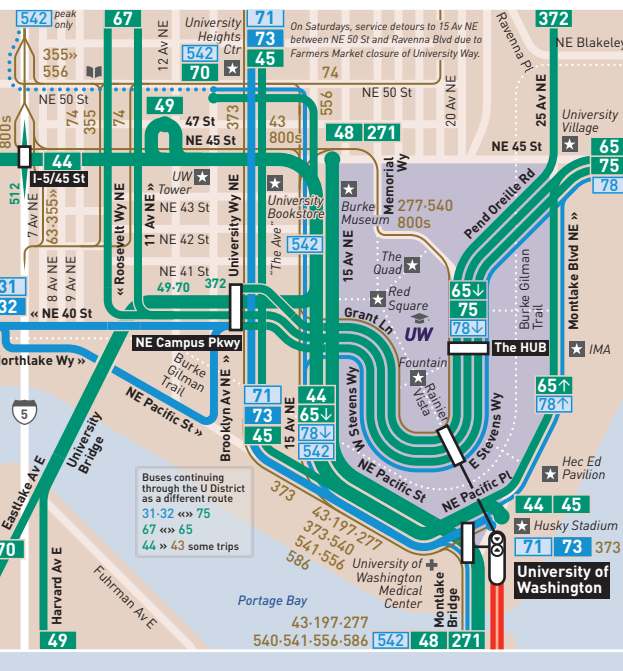 542 peak
only
67
12 Av NE
University
Heights
Ctr
542
70
71
73
45
On Saturdays, service detours to 15 Av NE
between NE 50 St and Ravenna Blvd due to
Farmers Market closure of University Way.
Ravenna Pl
372
NE Blakeley
355»
556
74
NE 50 St
NE 50 St
800s
74
355
74
49
47 St
NE 45 St
373
43
800s
556
48 271
20 Av NE
25 Av NE
NE 45 St
University
Village
65
75
78
44
I-5/45 St
512
7 Av NE
63·355»
8 Av NE
9 Av NE
« Roosevelt Wy NE
11 Av NE »
UW
Tower
NE 43 St
NE 42 St
NE 41 St
49·70
372
University Wy NE
"The Ave"
University
Bookstore
542
15 Av NE
Burke
Museum
Memorial
Wy
277·540
800s
Pend Oreille Rd
The
Quad
Red
Square
Grant Ln
UW
65↓
75
78↓
Burke Gilman
Trail
Montlake Blvd NE »
31
32
« NE 40 St
NE Campus Pkwy
The HUB
IMA
orthlake Wy »
Burke
Gilman
Trail
NE Pacific St »
Brooklyn Av NE »
Fountain
Rainier
Vista
W Stevens Wy
E Stevens Wy
65↑
78↑
5
University
Bridge
Eastlake Av E
71
73
45
15 Av NE
44
65↓
78↓
542
NE Pacific St
NE Pacific Pl
Hec Ed
Pavilion
Buses continuing
through the U District
as a different route
31·32 «» 75
67 «» 65
44 » 43 some trips
373
43·197·277
373·540
541·556
586
44 45
Husky Stadium
71 73 373
70
Harvard Av E
Fuhrman Av E
University of
Washington
Medical
Center
Montlake
Bridge
University of
Washington
Portage Bay
49
43·197·277
540·541·556·586 542 48 271